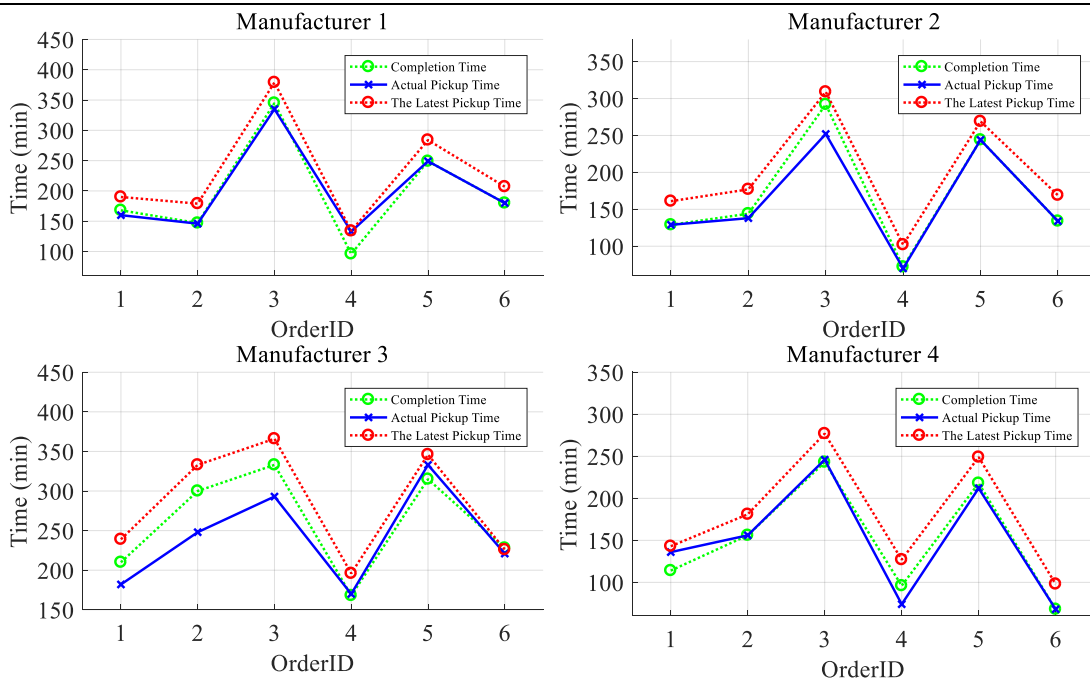 Manufacturer 1
450
400
350
300
250
200
150
100
Time (min)
Completion Time
Actual Pickup Time
The Latest Pickup Time
1 2 3 4 5 6
OrderID
Manufacturer 2
350
300
250
200
150
100
Time (min)
Completion Time
Actual Pickup Time
The Latest Pickup Time
1 2 3 4 5 6
OrderID
Manufacturer 3
450
400
350
300
250
200
150
Time (min)
Completion Time
Actual Pickup Time
The Latest Pickup Time
1 2 3 4 5 6
OrderID
Manufacturer 4
350
300
250
200
150
100
Time (min)
Completion Time
Actual Pickup Time
The Latest Pickup Time
1 2 3 4 5 6
OrderID